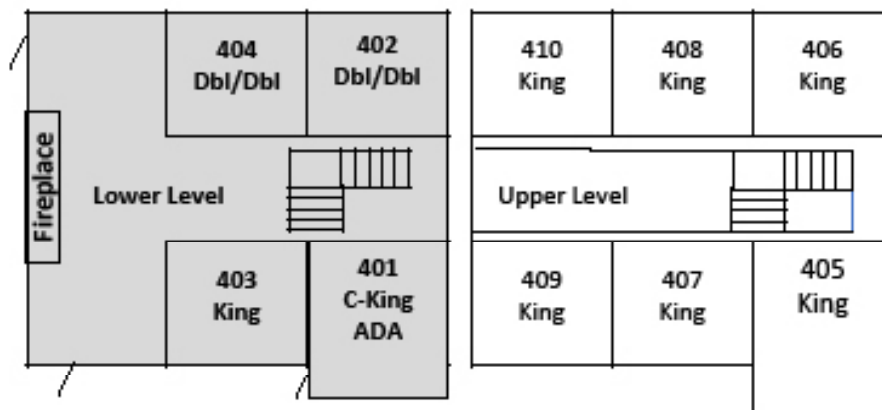 404
Dbl/Dbl
402
Dbl/Dbl
410
King
408
King
406
King
Fireplace
Lower Level
Upper Level
403
King
401
C-King
ADA
409
King
407
King
405
King